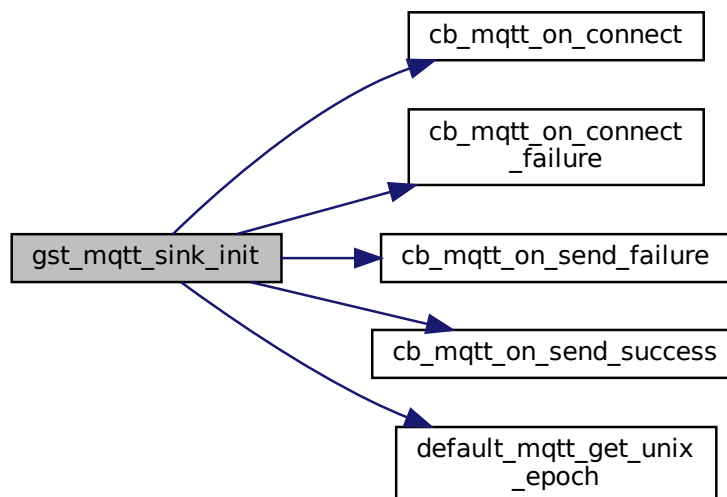 cb_mqtt_on_connect
cb_mqtt_on_connect
_failure
gst_mqtt_sink_init
cb_mqtt_on_send_failure
cb_mqtt_on_send_success
default_mqtt_get_unix
_epoch